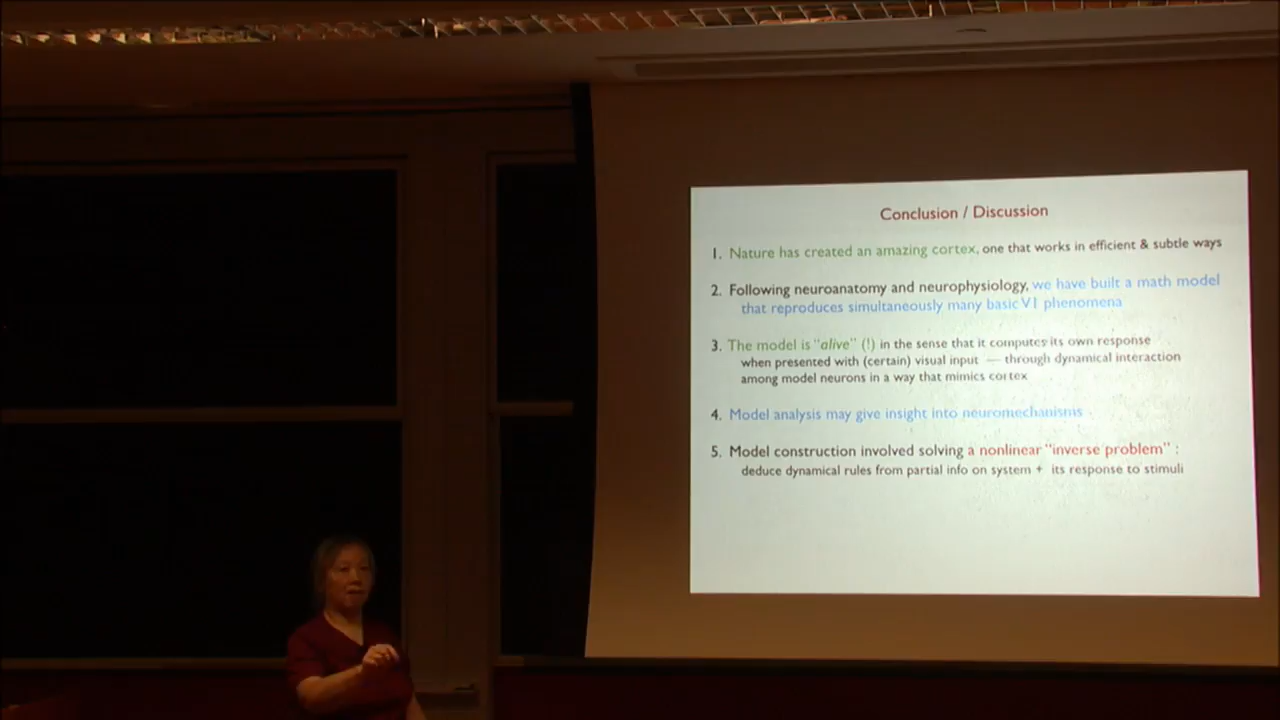 Conclusion / Discussion
1. Nature has created an amazing cortex, one that works in efficient & subtle ways
2. Following neuroanatomy and neurophysiology, we have built a math model
that reproduces simultaneously many basic V1 phenomena
3. The model is "alive" (!) in the sense that it computes its own response
when presented with (certain) visual input — through dynamical interaction
among model neurons in a way that mimics cortex
4. Model analysis may give insight into neuromechanisms
5. Model construction involved solving a nonlinear "inverse problem" :
deduce dynamical rules from partial info on system + its response to stimuli